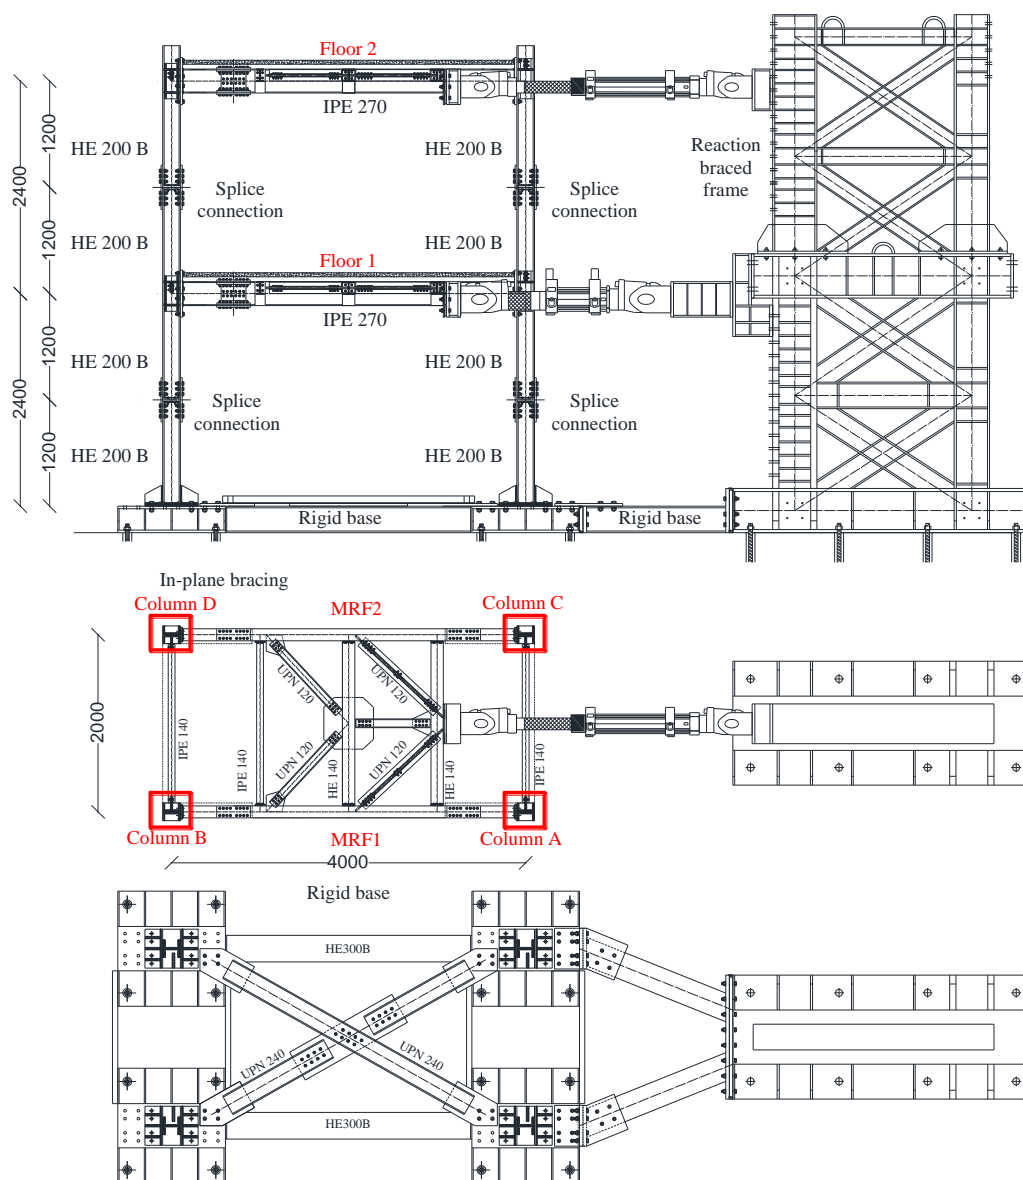 Floor 2
IPE 270
HE 200 B
HE 200 B
Reaction
braced
frame
1200
2400
Splice
connection
Splice
connection
1200
HE 200 B
HE 200 B
Floor 1
IPE 270
1200
HE 200 B
HE 200 B
2400
Splice
connection
Splice
connection
1200
HE 200 B
HE 200 B
Rigid base
Rigid base
In-plane bracing
Column D
MRF2
Column C
UPN 120
UPN 120
2000
IPE 140
IPE 140
UPN 120
HE 140
UPN 120
HE 140
IPE 140
Column B
MRF1
Column A
4000
Rigid base
HE300B
UPN 240
UPN 240
HE300B